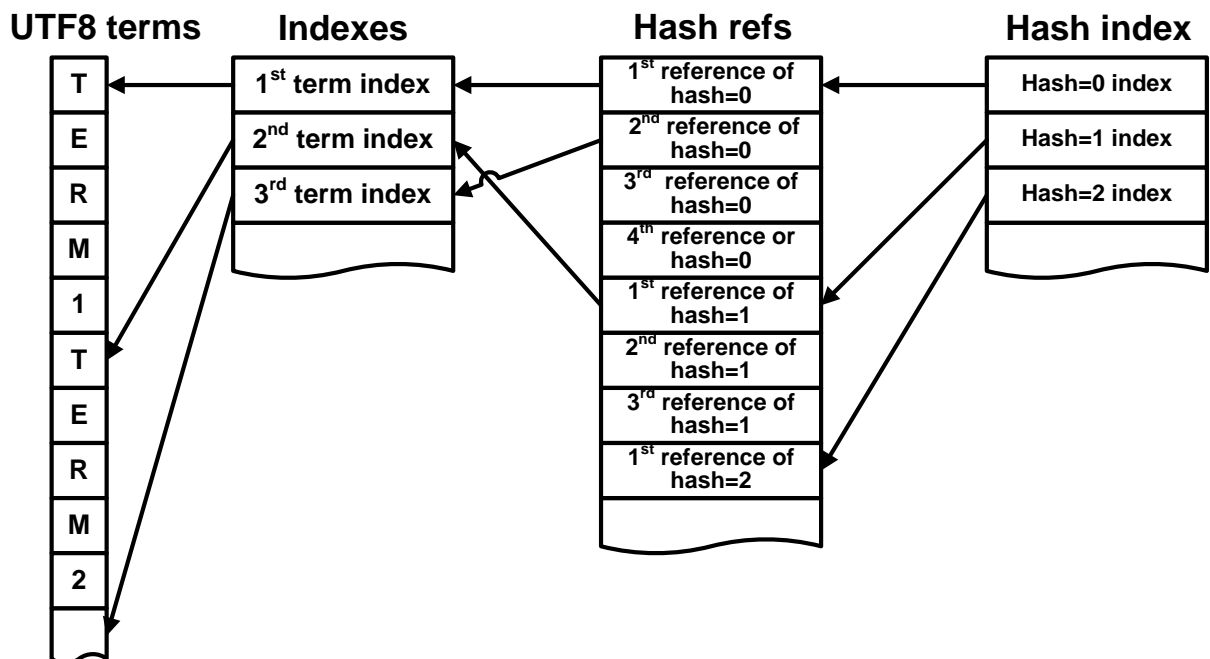 UTF8 terms
Indexes
Hash refs
Hash index
T
E
R
M
1
T
E
R
M
2
1st term index
2nd term index
3rd term index
1st reference of
hash=0
2nd reference of
hash=0
3rd reference of
hash=0
4th reference or
hash=0
1st reference of
hash=1
2nd reference of
hash=1
3rd reference of
hash=1
1st reference of
hash=2
Hash=0 index
Hash=1 index
Hash=2 index